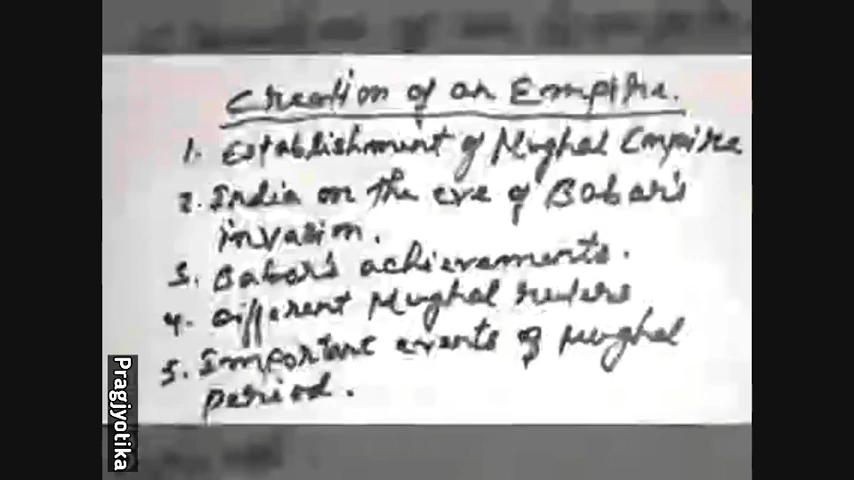 Creation of an Empire.
1. Establishment of Mughal Empire
2. India on the eve of Babar's
invasion.
3. Babar's achievements.
4. Different Mughal rulers
5. Important events of Mughal
period.
Pragjyotika